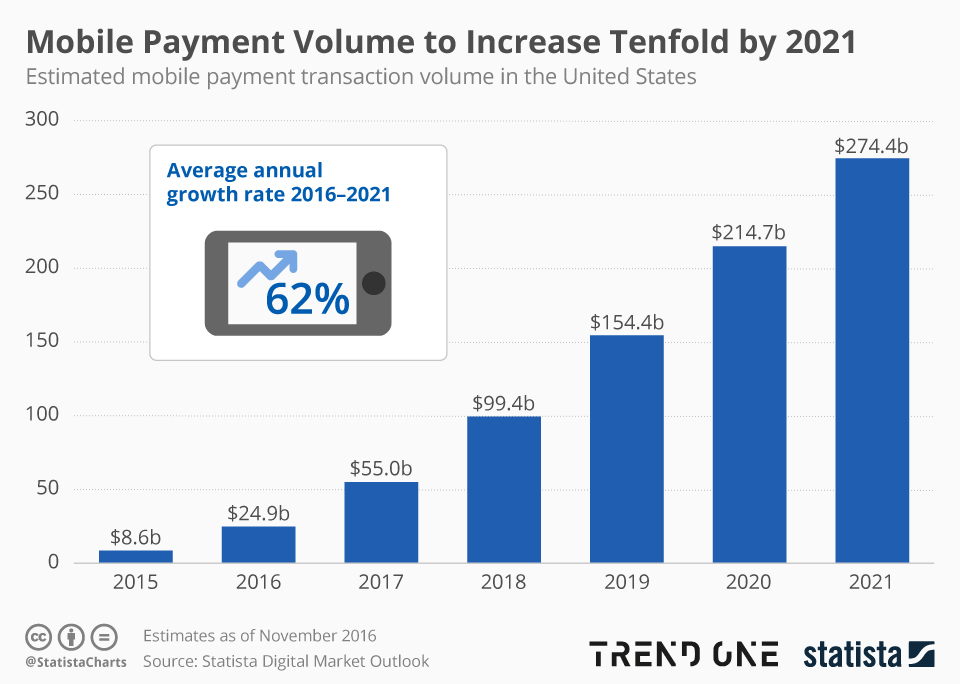 Mobile Payment Volume to Increase Tenfold by 2021
Estimated mobile payment transaction volume in the United States
300
250
200
150
100
50
0
Average annual
growth rate 2016–2021
62%
$8.6b
$24.9b
$55.0b
$99.4b
$154.4b
$214.7b
$274.4b
2015
2016
2017
2018
2019
2020
2021
cc
=
@StatistaCharts
Estimates as of November 2016
Source: Statista Digital Market Outlook
TREND ONE
statista